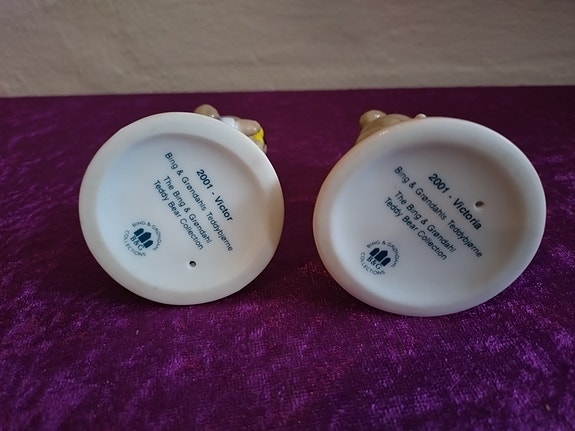 2001 - Victor
Bing & Grøndahls Teddybjørne
The Bing & Grøndahl
Teddy Bear Collection
BING & GRØNDAHL
B&G
COLLECTIONS
2001 - Victoria
Bing & Grøndahls Teddybjørne
The Bing & Grøndahl
Teddy Bear Collection
BING & GRØNDAHL
B&G
COLLECTIONS